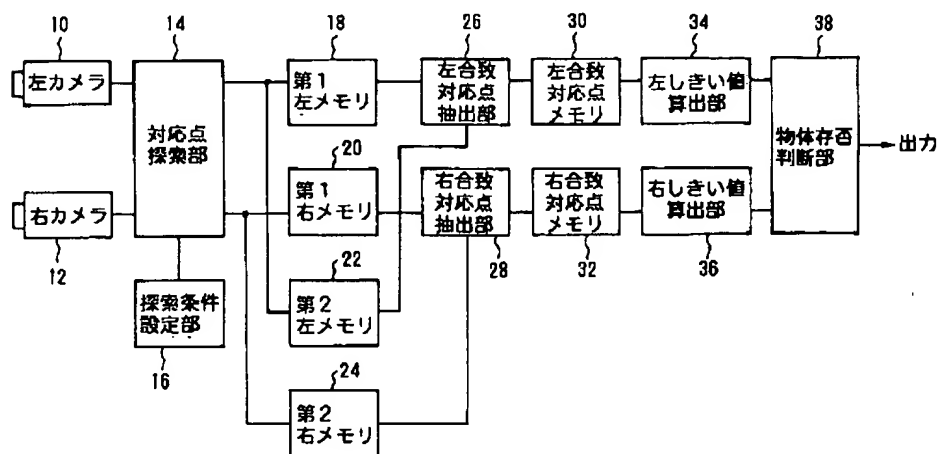 10
左カメラ
14
対応点
探索部
18
第1
左メモリ
26
左合致
対応点
抽出部
30
左合致
対応点
メモリ
34
左しきい値
算出部
38
物体存否
判断部
出力
右カメラ
12
20
第1
右メモリ
右合致
対応点
抽出部
28
右合致
対応点
メモリ
32
右しきい値
算出部
36
探索条件
設定部
16
22
第2
左メモリ
24
第2
右メモリ